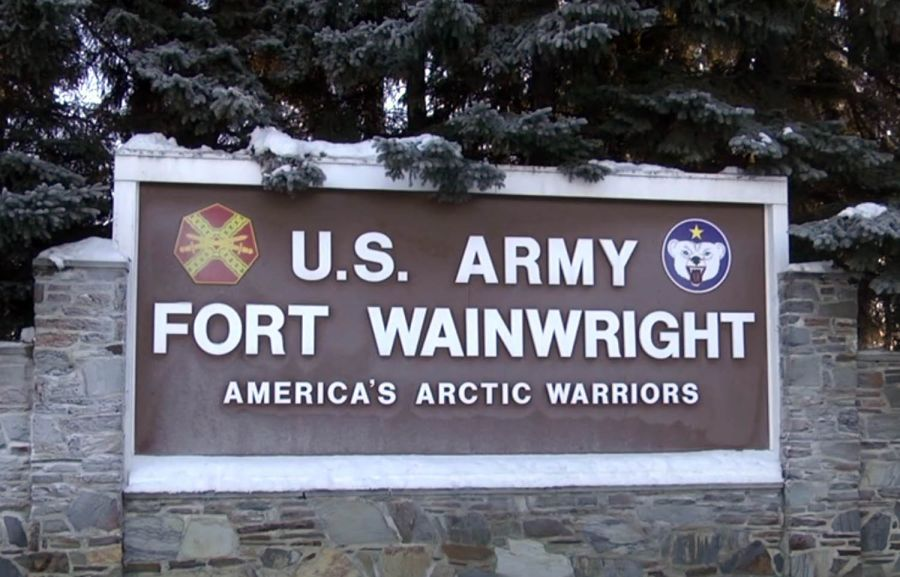 U.S. ARMY
FORT WAINWRIGHT
AMERICA'S ARCTIC WARRIORS